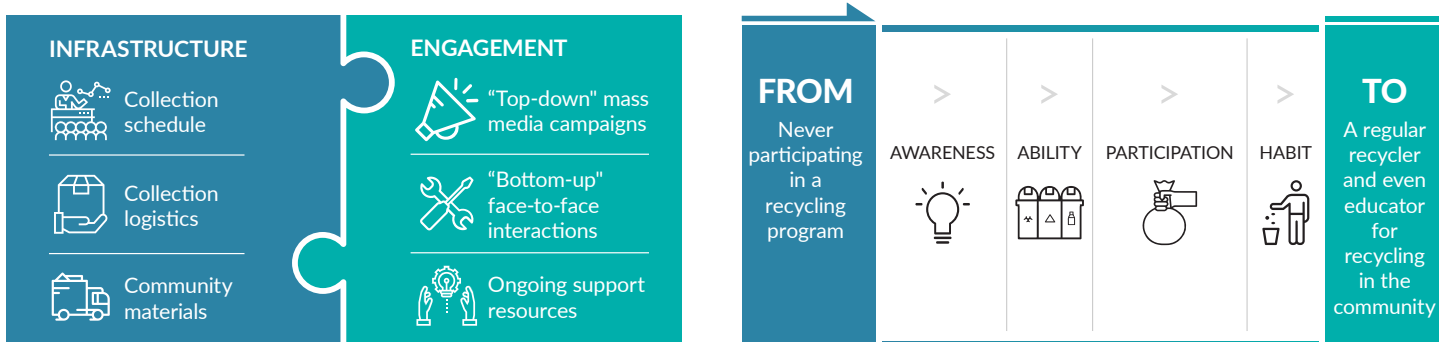 INFRASTRUCTURE
Collection
schedule
Collection
logistics
Community
materials
ENGAGEMENT
“Top-down" mass
media campaigns
“Bottom-up"
face-to-face
interactions
Ongoing support
resources
FROM
Never
participating
in a
recycling
program
>
AWARENESS
>
ABILITY
>
PARTICIPATION
>
HABIT
TO
A regular
recycler
and even
educator
for
recycling
in the
community